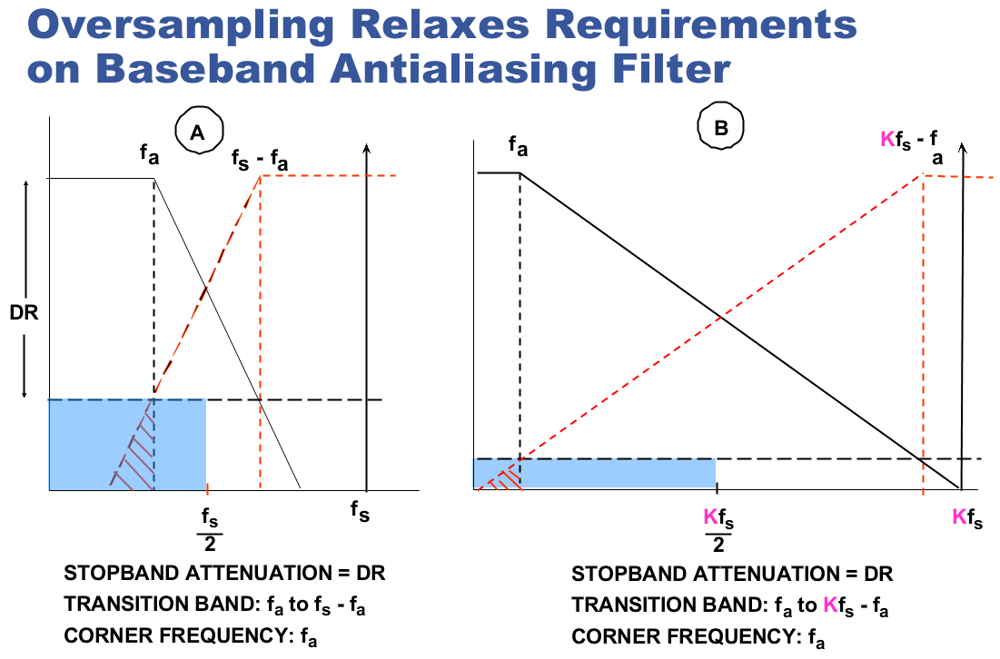 Oversampling Relaxes Requirements
on Baseband Antialiasing Filter
A
fa
fs - fa
DR
fs
2
fs
STOPBAND ATTENUATION = DR
TRANSITION BAND: fa to fs - fa
CORNER FREQUENCY: fa
B
fa
Kfs - fa
Kfs
2
Kfs
STOPBAND ATTENUATION = DR
TRANSITION BAND: fa to Kfs - fa
CORNER FREQUENCY: fa